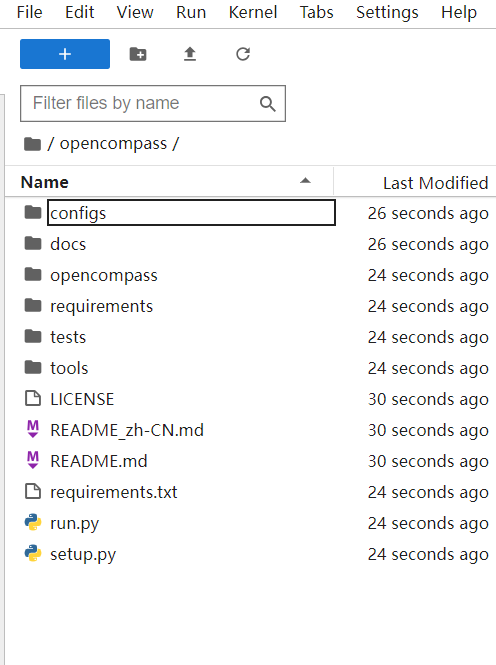 File Edit View Run Kernel Tabs Settings Help
+
Filter files by name
/ opencompass /
Name Last Modified
configs 26 seconds ago
docs 26 seconds ago
opencompass 24 seconds ago
requirements 24 seconds ago
tests 24 seconds ago
tools 24 seconds ago
LICENSE 30 seconds ago
M README_zh-CN.md 30 seconds ago
M README.md 30 seconds ago
requirements.txt 24 seconds ago
run.py 24 seconds ago
setup.py 24 seconds ago